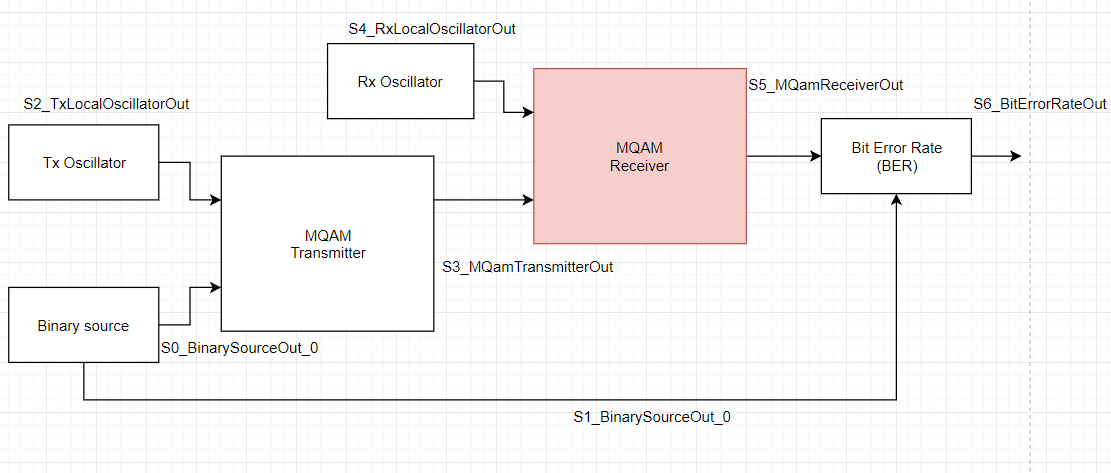 S4_RxLocalOscillatorOut
Rx Oscillator
S5_MQamReceiverOut
S6_BitErrorRateOut
S2_TxLocalOscillatorOut
Tx Oscillator
MQAM
Receiver
Bit Error Rate
(BER)
MQAM
Transmitter
S3_MQamTransmitterOut
Binary source
S0_BinarySourceOut_0
S1_BinarySourceOut_0